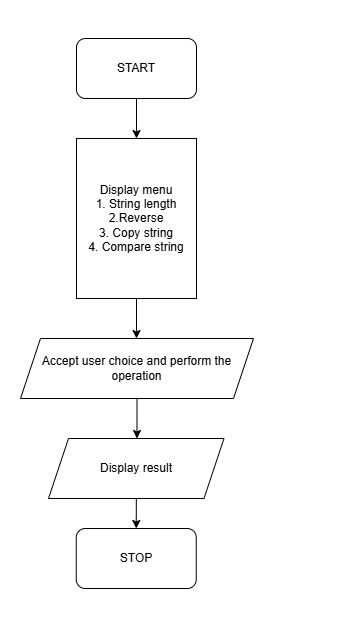 START
Display menu
1. String length
2.Reverse
3. Copy string
4. Compare string
Accept user choice and perform the
operation
Display result
STOP